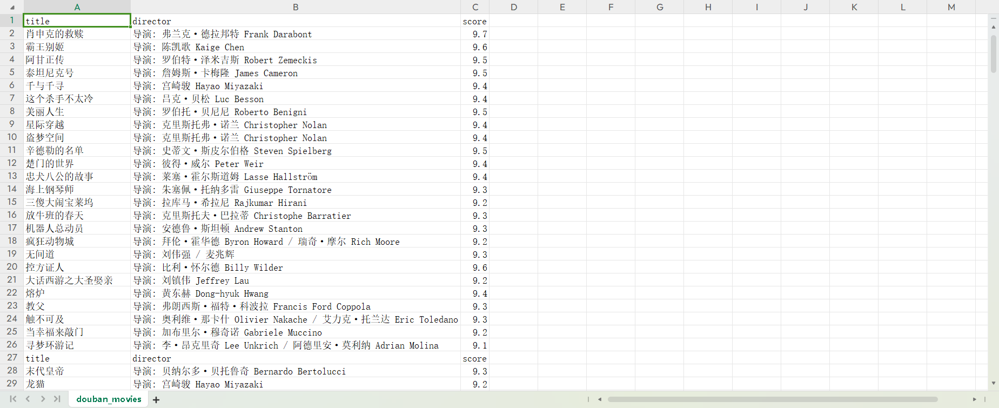 A B C D E F G H I J K L M
1 title director score
2 肖申克的救赎 导演: 弗兰克·德拉邦特 Frank Darabont 9.7
3 霸王别姬 导演: 陈凯歌 Kaige Chen 9.6
4 阿甘正传 导演: 罗伯特·泽米吉斯 Robert Zemeckis 9.5
5 泰坦尼克号 导演: 詹姆斯·卡梅隆 James Cameron 9.5
6 千与千寻 导演: 宫崎骏 Hayao Miyazaki 9.4
7 这个杀手不太冷 导演: 吕克·贝松 Luc Besson 9.4
8 美丽人生 导演: 罗伯托·贝尼尼 Roberto Benigni 9.5
9 星际穿越 导演: 克里斯托弗·诺兰 Christopher Nolan 9.4
10 盗梦空间 导演: 克里斯托弗·诺兰 Christopher Nolan 9.4
11 辛德勒的名单 导演: 史蒂文·斯皮尔伯格 Steven Spielberg 9.5
12 楚门的世界 导演: 彼得·威尔 Peter Weir 9.4
13 忠犬八公的故事 导演: 莱塞·霍尔斯道姆 Lasse Hallström 9.4
14 海上钢琴师 导演: 朱塞佩·托纳多雷 Giuseppe Tornatore 9.3
15 三傻大闹宝莱坞 导演: 拉库马·希拉尼 Rajkumar Hirani 9.2
16 放牛班的春天 导演: 克里斯托夫·巴拉蒂 Christophe Barratier 9.3
17 机器人总动员 导演: 安德鲁·斯坦顿 Andrew Stanton 9.3
18 疯狂动物城 导演: 拜伦·霍华德 Byron Howard / 瑞奇·摩尔 Rich Moore 9.2
19 无间道 导演: 刘伟强 / 麦兆辉 9.3
20 控方证人 导演: 比利·怀尔德 Billy Wilder 9.6
21 大话西游之大圣娶亲 导演: 刘镇伟 Jeffrey Lau 9.2
22 熔炉 导演: 黄东赫 Dong-hyuk Hwang 9.4
23 教父 导演: 弗朗西斯·福特·科波拉 Francis Ford Coppola 9.3
24 触不可及 导演: 奥利维·那卡什 Olivier Nakache / 艾力克·托兰达 Eric Toledano 9.3
25 当幸福来敲门 导演: 加布里尔·穆奇诺 Gabriele Muccino 9.2
26 寻梦环游记 导演: 李·昂克里奇 Lee Unkrich / 阿德里安·莫利纳 Adrian Molina 9.1
27 title director score
28 末代皇帝 导演: 贝纳尔多·贝托鲁奇 Bernardo Bertolucci 9.3
29 龙猫 导演: 宫崎骏 Hayao Miyazaki 9.2
douban_movies +